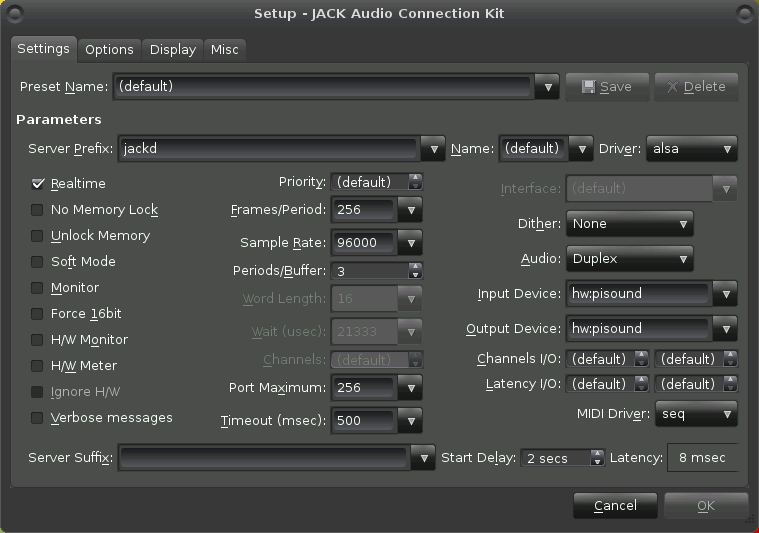 Setup - JACK Audio Connection Kit
Settings Options Display Misc
Preset Name: (default) Save Delete
Parameters
Server Prefix: jackd Name: (default) Driver: alsa
Realtime
No Memory Lock
Unlock Memory
Soft Mode
Monitor
Force 16bit
H/W Monitor
H/W Meter
Ignore H/W
Verbose messages
Priority: (default)
Frames/Period: 256
Sample Rate: 96000
Periods/Buffer: 3
Word Length: 16
Wait (usec): 21333
Channels: (default)
Port Maximum: 256
Timeout (msec): 500
Interface: (default)
Dither: None
Audio: Duplex
Input Device: hw:pisound
Output Device: hw:pisound
Channels I/O: (default) (default)
Latency I/O: (default) (default)
MIDI Driver: seq
Server Suffix: Start Delay: 2 secs Latency: 8 msec
Cancel OK